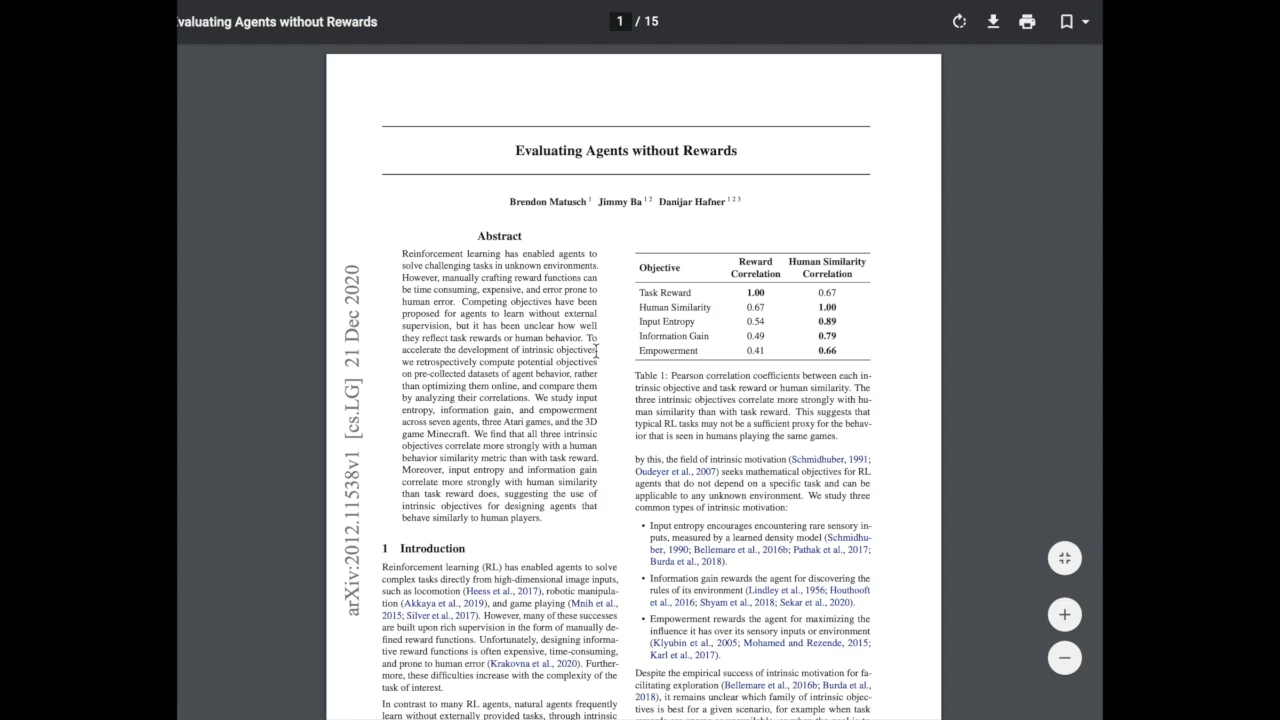 Evaluating Agents without Rewards
1 / 15
Evaluating Agents without Rewards
Brendon Matusch 1 Jimmy Ba 1 2 Danijar Hafner 1 2 3
arXiv:2012.11538v1 [cs.LG] 21 Dec 2020
Abstract
Reinforcement learning has enabled agents to
solve challenging tasks in unknown environments.
However, manually crafting reward functions can
be time consuming, expensive, and error prone to
human error. Competing objectives have been
proposed for agents to learn without external
supervision, but it has been unclear how well
they reflect task rewards or human behavior. To
accelerate the development of intrinsic objectives,
we retrospectively compute potential objectives
on pre-collected datasets of agent behavior, rather
than optimizing them online, and compare them
by analyzing their correlations. We study input
entropy, information gain, and empowerment
across seven agents, three Atari games, and the 3D
game Minecraft. We find that all three intrinsic
objectives correlate more strongly with a human
behavior similarity metric than with task reward.
Moreover, input entropy and information gain
correlate more strongly with human similarity
than task reward does, suggesting the use of
intrinsic objectives for designing agents that
behave similarly to human players.
1 Introduction
Reinforcement learning (RL) has enabled agents to solve
complex tasks directly from high-dimensional image inputs,
such as locomotion (Heess et al., 2017), robotic manipula-
tion (Akkaya et al., 2019), and game playing (Mnih et al.,
2015; Silver et al., 2017). However, many of these successes
are built upon rich supervision in the form of manually de-
fined reward functions. Unfortunately, designing informa-
tive reward functions is often expensive, time-consuming,
and prone to human error (Krakovna et al., 2020). Further-
more, these difficulties increase with the complexity of the
task of interest.
In contrast to many RL agents, natural agents frequently
learn without externally provided tasks, through intrinsic
Objective Reward Correlation Human Similarity Correlation
Task Reward 1.00 0.67
Human Similarity 0.67 1.00
Input Entropy 0.54 0.89
Information Gain 0.49 0.79
Empowerment 0.41 0.66
Table 1: Pearson correlation coefficients between each in-
trinsic objective and task reward or human similarity. The
three intrinsic objectives correlate more strongly with hu-
man similarity than with task reward. This suggests that
typical RL tasks may not be a sufficient proxy for the behav-
ior that is seen in humans playing the same games.
by this, the field of intrinsic motivation (Schmidhuber, 1991;
Oudeyer et al., 2007) seeks mathematical objectives for RL
agents that do not depend on a specific task and can be
applicable to any unknown environment. We study three
common types of intrinsic motivation:
• Input entropy encourages encountering rare sensory in-
puts, measured by a learned density model (Schmidhu-
ber, 1990; Bellemare et al., 2016b; Pathak et al., 2017;
Burda et al., 2018).
• Information gain rewards the agent for discovering the
rules of its environment (Lindley et al., 1956; Houthooft
et al., 2016; Shyam et al., 2018; Sekar et al., 2020).
• Empowerment rewards the agent for maximizing the
influence it has over its sensory inputs or environment
(Klyubin et al., 2005; Mohamed and Rezende, 2015;
Karl et al., 2017).
Despite the empirical success of intrinsic motivation for fa-
cilitating exploration (Bellemare et al., 2016b; Burda et al.,
2018), it remains unclear which family of intrinsic objec-
tives is best for a given scenario, for example when task